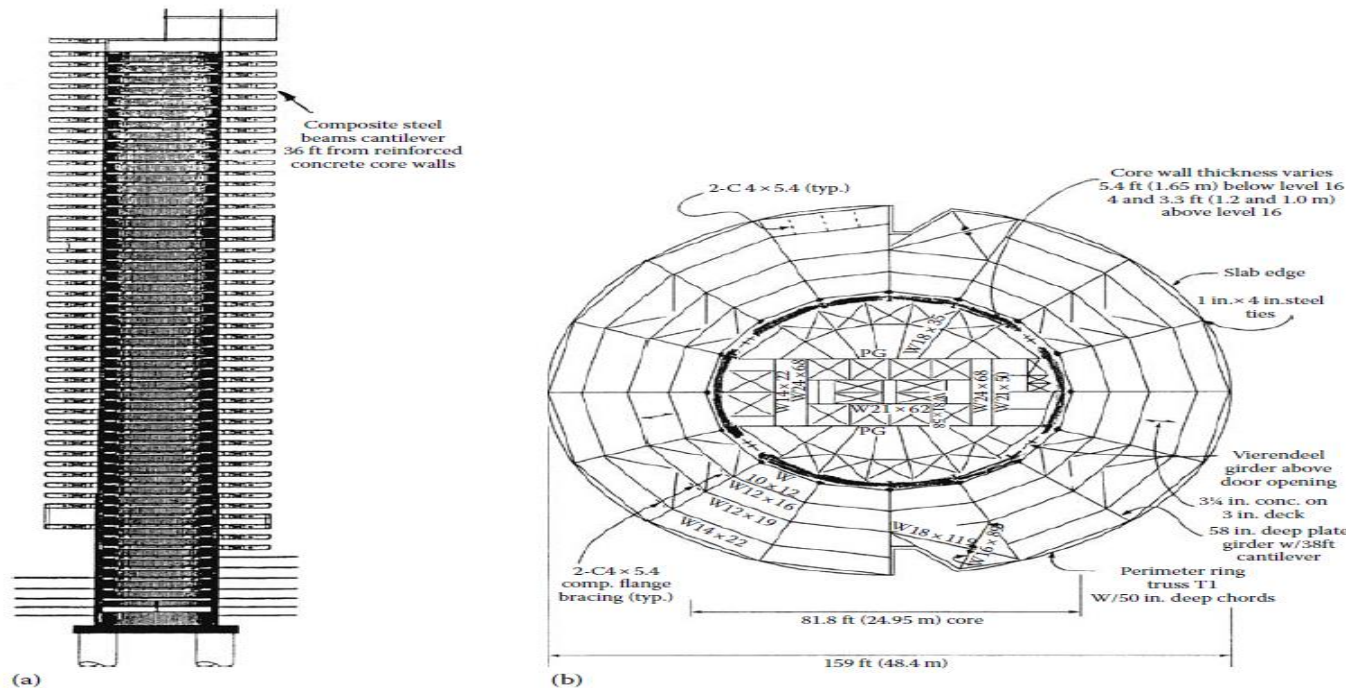 Composite steel
beams cantilever
36 ft from reinforced
concrete core walls
(a)
2-C 4 × 5.4 (typ.)
Core wall thickness varies
5.4 ft (1.65 m) below level 16
4 and 3.3 ft (1.2 and 1.0 m)
above level 16
Slab edge
1 in.× 4 in.steel
ties
W18 × 35
PG
W14 × 22
W24 × 68
W21 × 62
W24 × 68
W21 × 50
PG
Vierendeel
girder above
door opening
3¼ in. conc. on
3 in. deck
58 in. deep plate
girder w/38ft
cantilever
W
10 × 12
W12 × 16
W12 × 19
W14 × 22
W18 × 119
2-C4 × 5.4
comp. flange
bracing (typ.)
Perimeter ring
truss T1
W/50 in. deep chords
81.8 ft (24.95 m) core
159 ft (48.4 m)
(b)